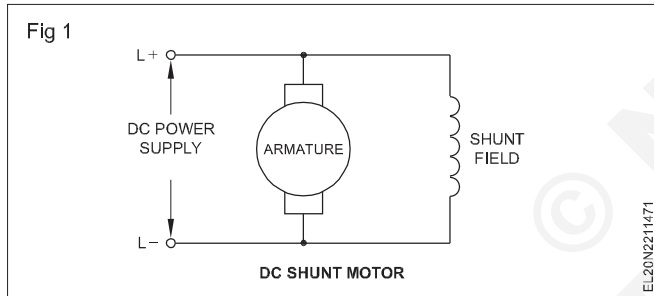 Fig 1
L+
DC POWER
SUPPLY
ARMATURE
SHUNT
FIELD
L–
DC SHUNT MOTOR
EL20N2211471
©